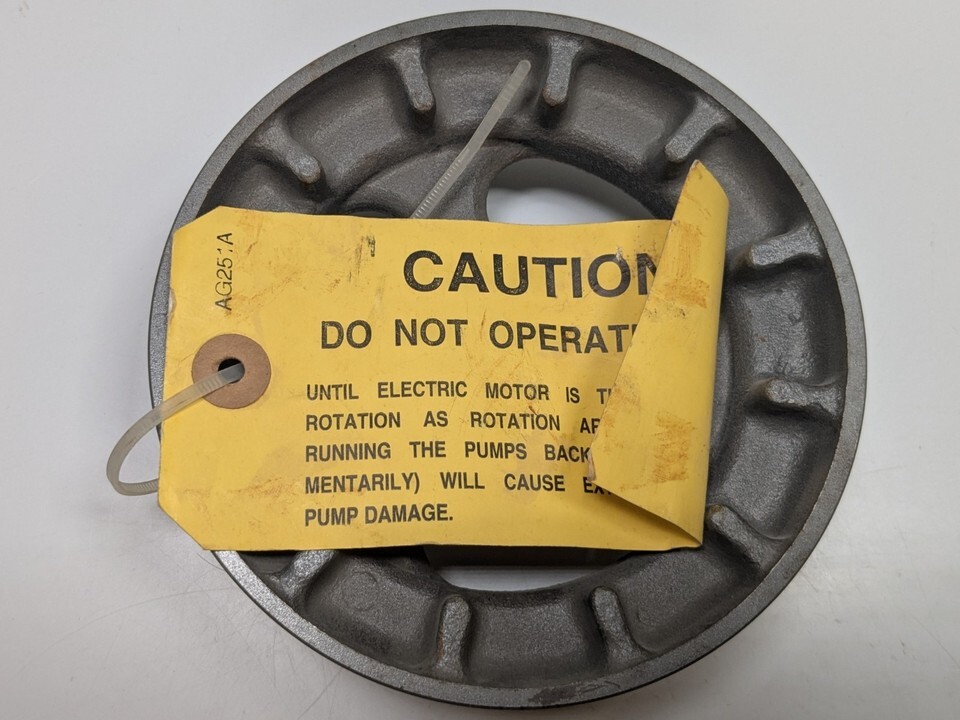 AG251A
CAUTION
DO NOT OPERATE
UNTIL ELECTRIC MOTOR IS
ROTATION AS ROTATION
RUNNING THE PUMPS BACK
MENTARILY) WILL CAUSE
PUMP DAMAGE.